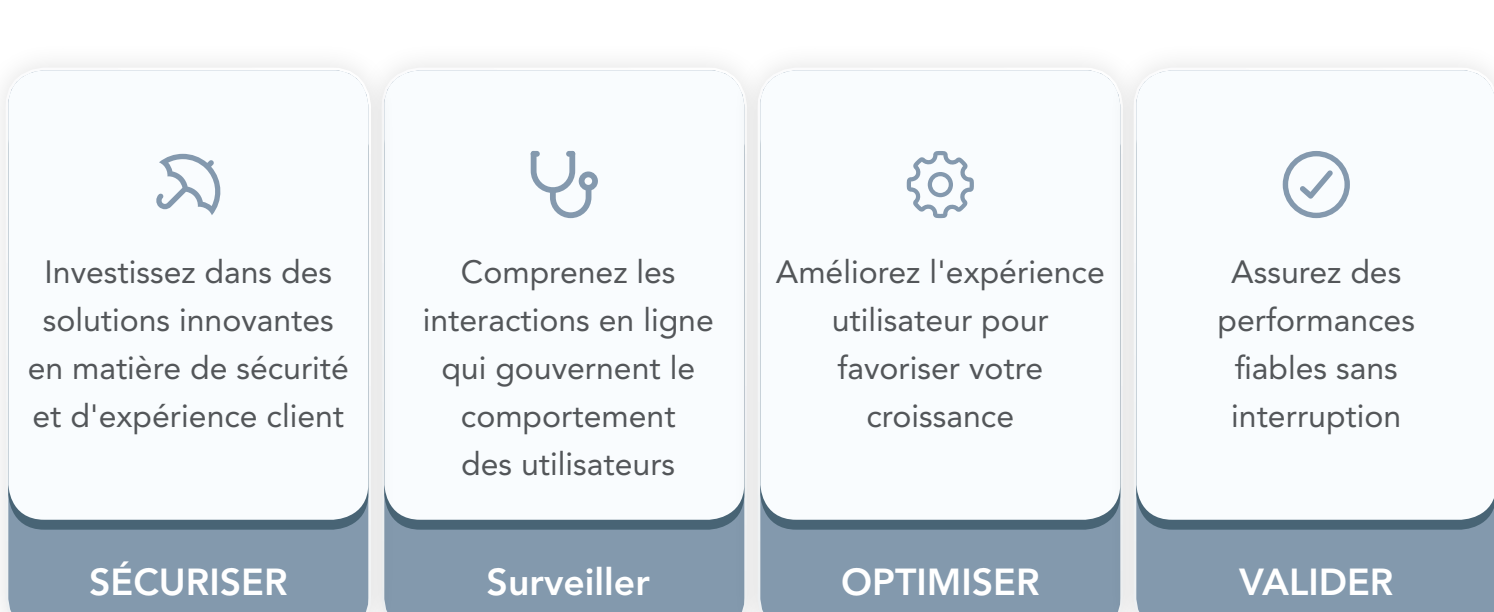 Investissez dans des
solutions innovantes
en matière de sécurité
et d'expérience client
SÉCURISER
Comprenez les
interactions en ligne
qui gouvernent le
comportement
des utilisateurs
Surveiller
Améliorez l'expérience
utilisateur pour
favoriser votre
croissance
OPTIMISER
Assurez des
performances
fiables sans
interruption
VALIDER